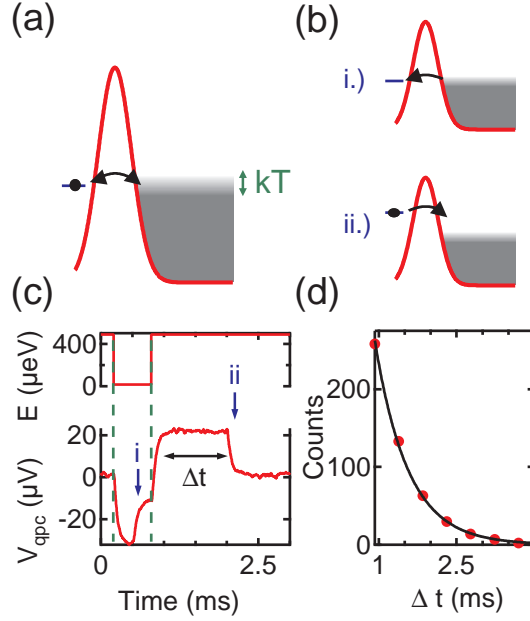 (a)
kT
(b)
i.)
ii.)
(c)
E (μeV)
400
0
ii
V_qpc (μV)
20
0
-20
i
Δt
0
2.5
Time (ms)
(d)
Counts
200
100
0
1
2.5
Δ t (ms)